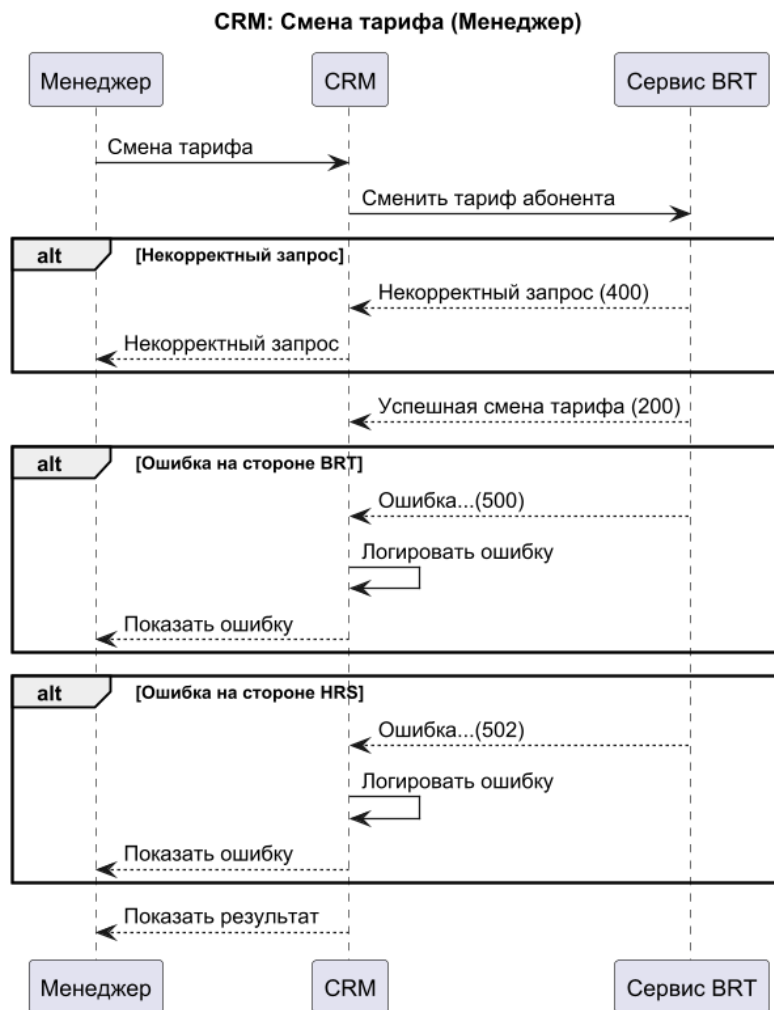 CRM: Смена тарифа (Менеджер)
Менеджер CRM Сервис BRT
Смена тарифа
Сменить тариф абонента
alt [Некорректный запрос]
Некорректный запрос (400)
Некорректный запрос
Успешная смена тарифа (200)
alt [Ошибка на стороне BRT]
Ошибка...(500)
Логировать ошибку
Показать ошибку
alt [Ошибка на стороне HRS]
Ошибка...(502)
Логировать ошибку
Показать ошибку
Показать результат
Менеджер CRM Сервис BRT